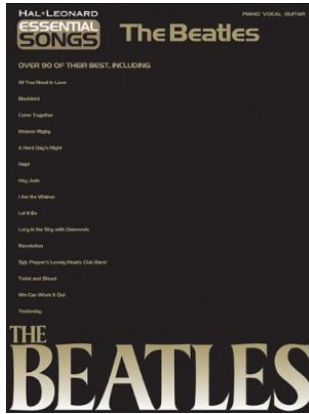 HAL•LEONARD
PIANO VOCAL GUITAR
ESSENTIAL
SONGS
The Beatles
OVER 90 OF THEIR BEST, INCLUDING
All You Need Is Love
Blackbird
Come Together
Eleanor Rigby
A Hard Day's Night
Help!
Hey Jude
I Am the Walrus
Let It Be
Lucy in the Sky with Diamonds
Revolution
Sgt. Pepper's Lonely Hearts Club Band
Twist and Shout
We Can Work It Out
Yesterday
THE
BEATLES